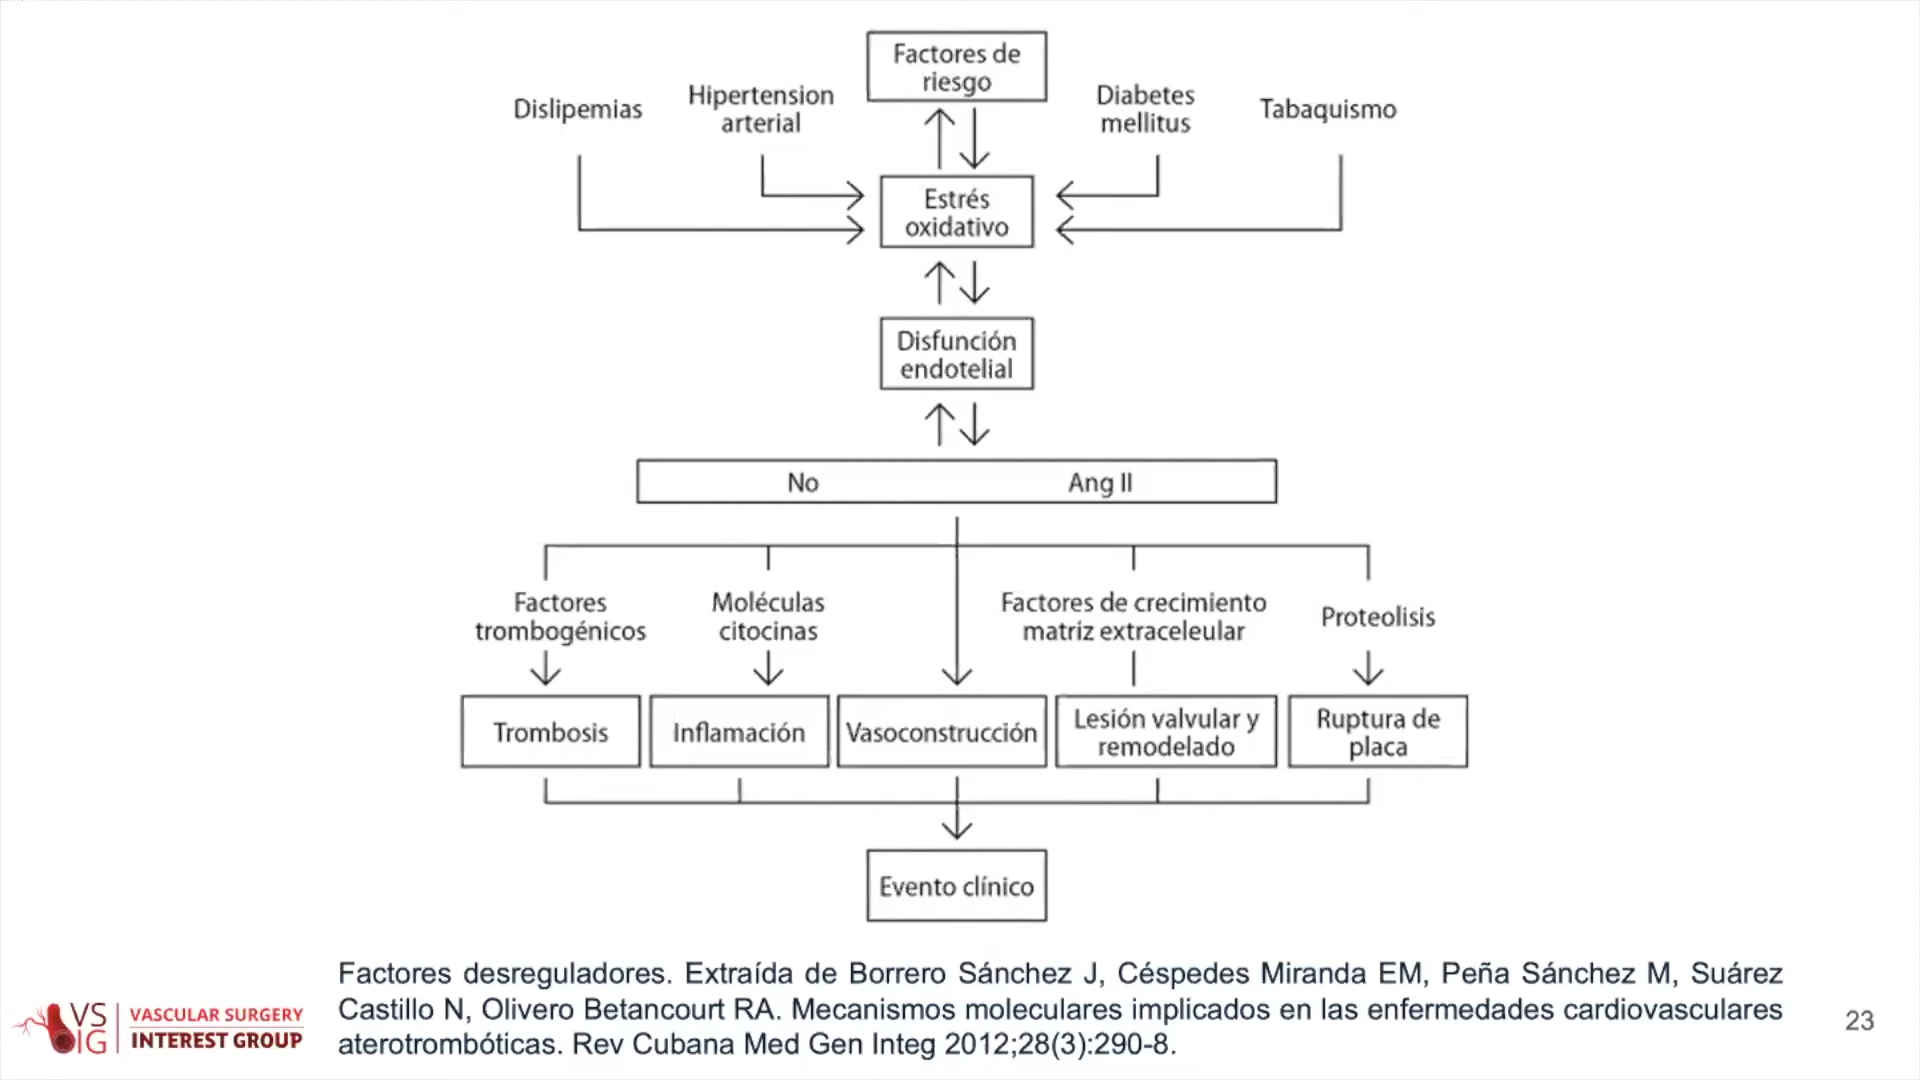 Factores de
riesgo
Dislipemias
Hipertension
arterial
Diabetes
mellitus
Tabaquismo
Estrés
oxidativo
Disfunción
endotelial
No Ang II
Factores
trombogénicos
Moléculas
citocinas
Factores de crecimiento
matriz extraceleular
Proteolisis
Trombosis
Inflamación
Vasoconstrucción
Lesión valvular y
remodelado
Ruptura de
placa
Evento clínico
Factores desreguladores. Extraída de Borrero Sánchez J, Céspedes Miranda EM, Peña Sánchez M, Suárez
Castillo N, Olivero Betancourt RA. Mecanismos moleculares implicados en las enfermedades cardiovasculares
aterotrombóticas. Rev Cubana Med Gen Integ 2012;28(3):290-8.
VS
IG
VASCULAR SURGERY
INTEREST GROUP
23